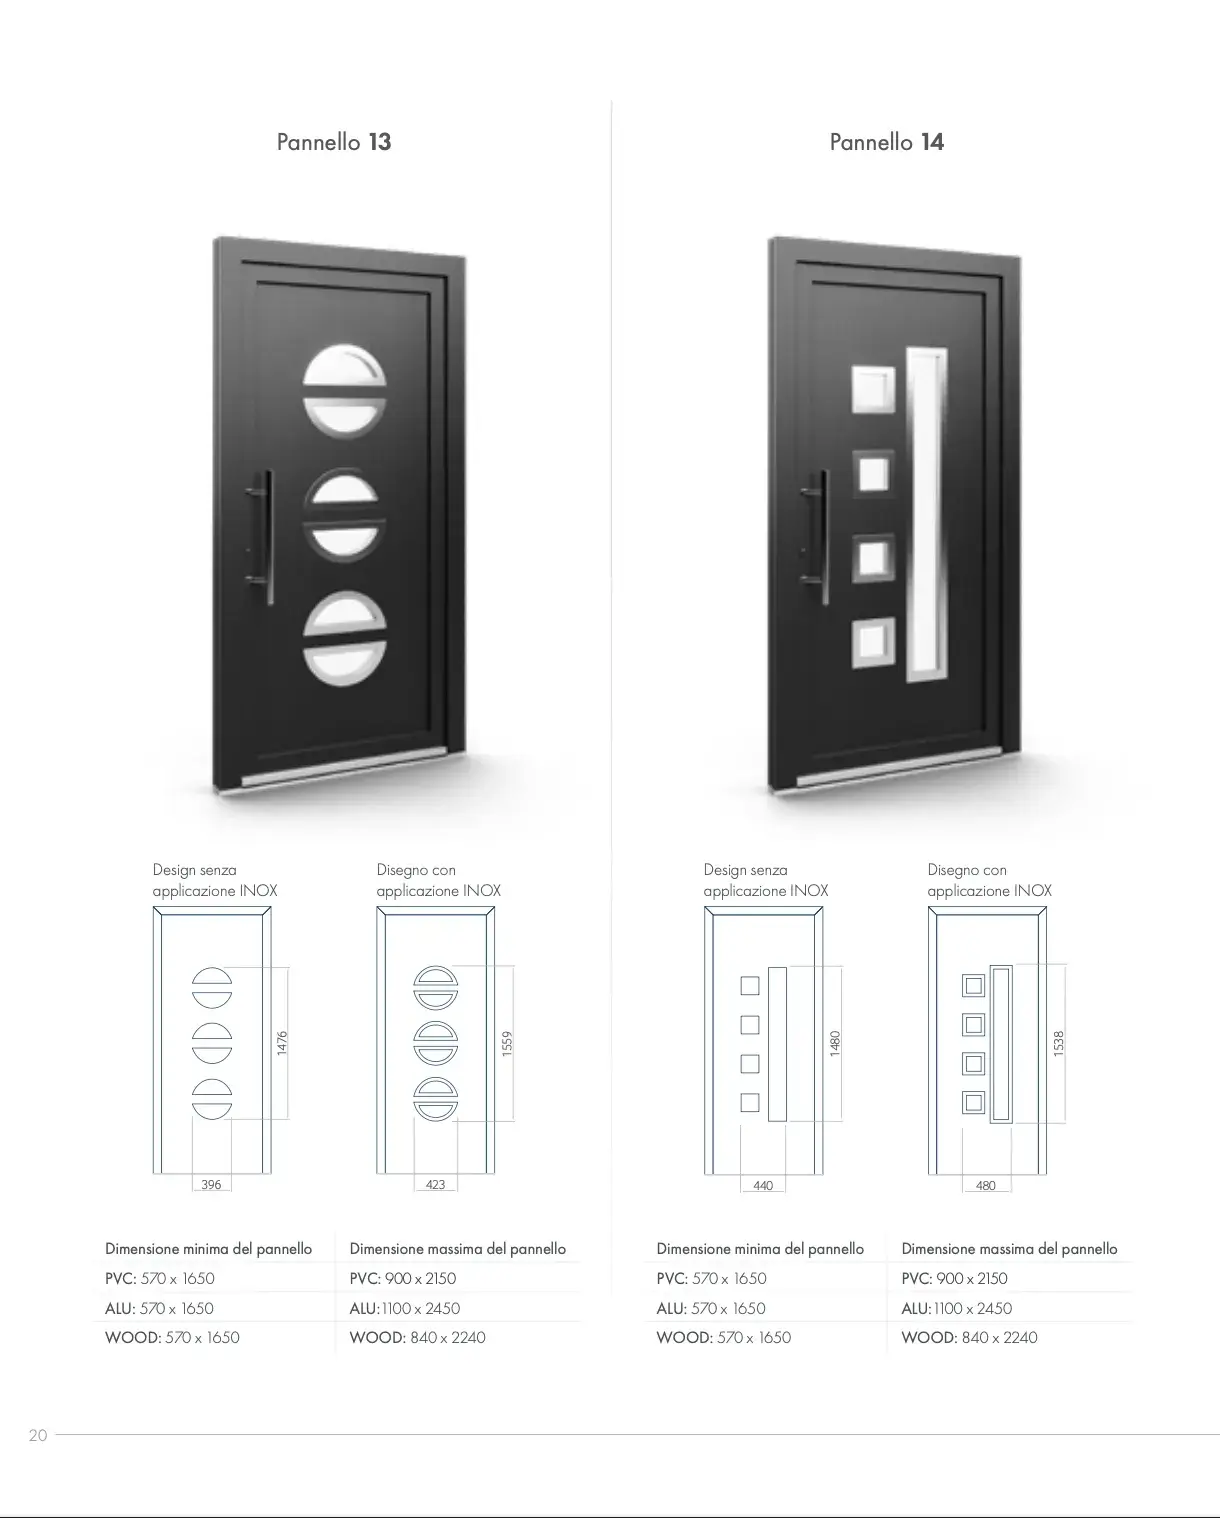 Pannello 13
Design senza
applicazione INOX
Disegno con
applicazione INOX
1476
396
1559
423
Dimensione minima del pannello
PVC: 570 x 1650
ALU: 570 x 1650
WOOD: 570 x 1650
Dimensione massima del pannello
PVC: 900 x 2150
ALU:1100 x 2450
WOOD: 840 x 2240
Pannello 14
Design senza
applicazione INOX
Disegno con
applicazione INOX
1480
440
1538
480
Dimensione minima del pannello
PVC: 570 x 1650
ALU: 570 x 1650
WOOD: 570 x 1650
Dimensione massima del pannello
PVC: 900 x 2150
ALU:1100 x 2450
WOOD: 840 x 2240
20